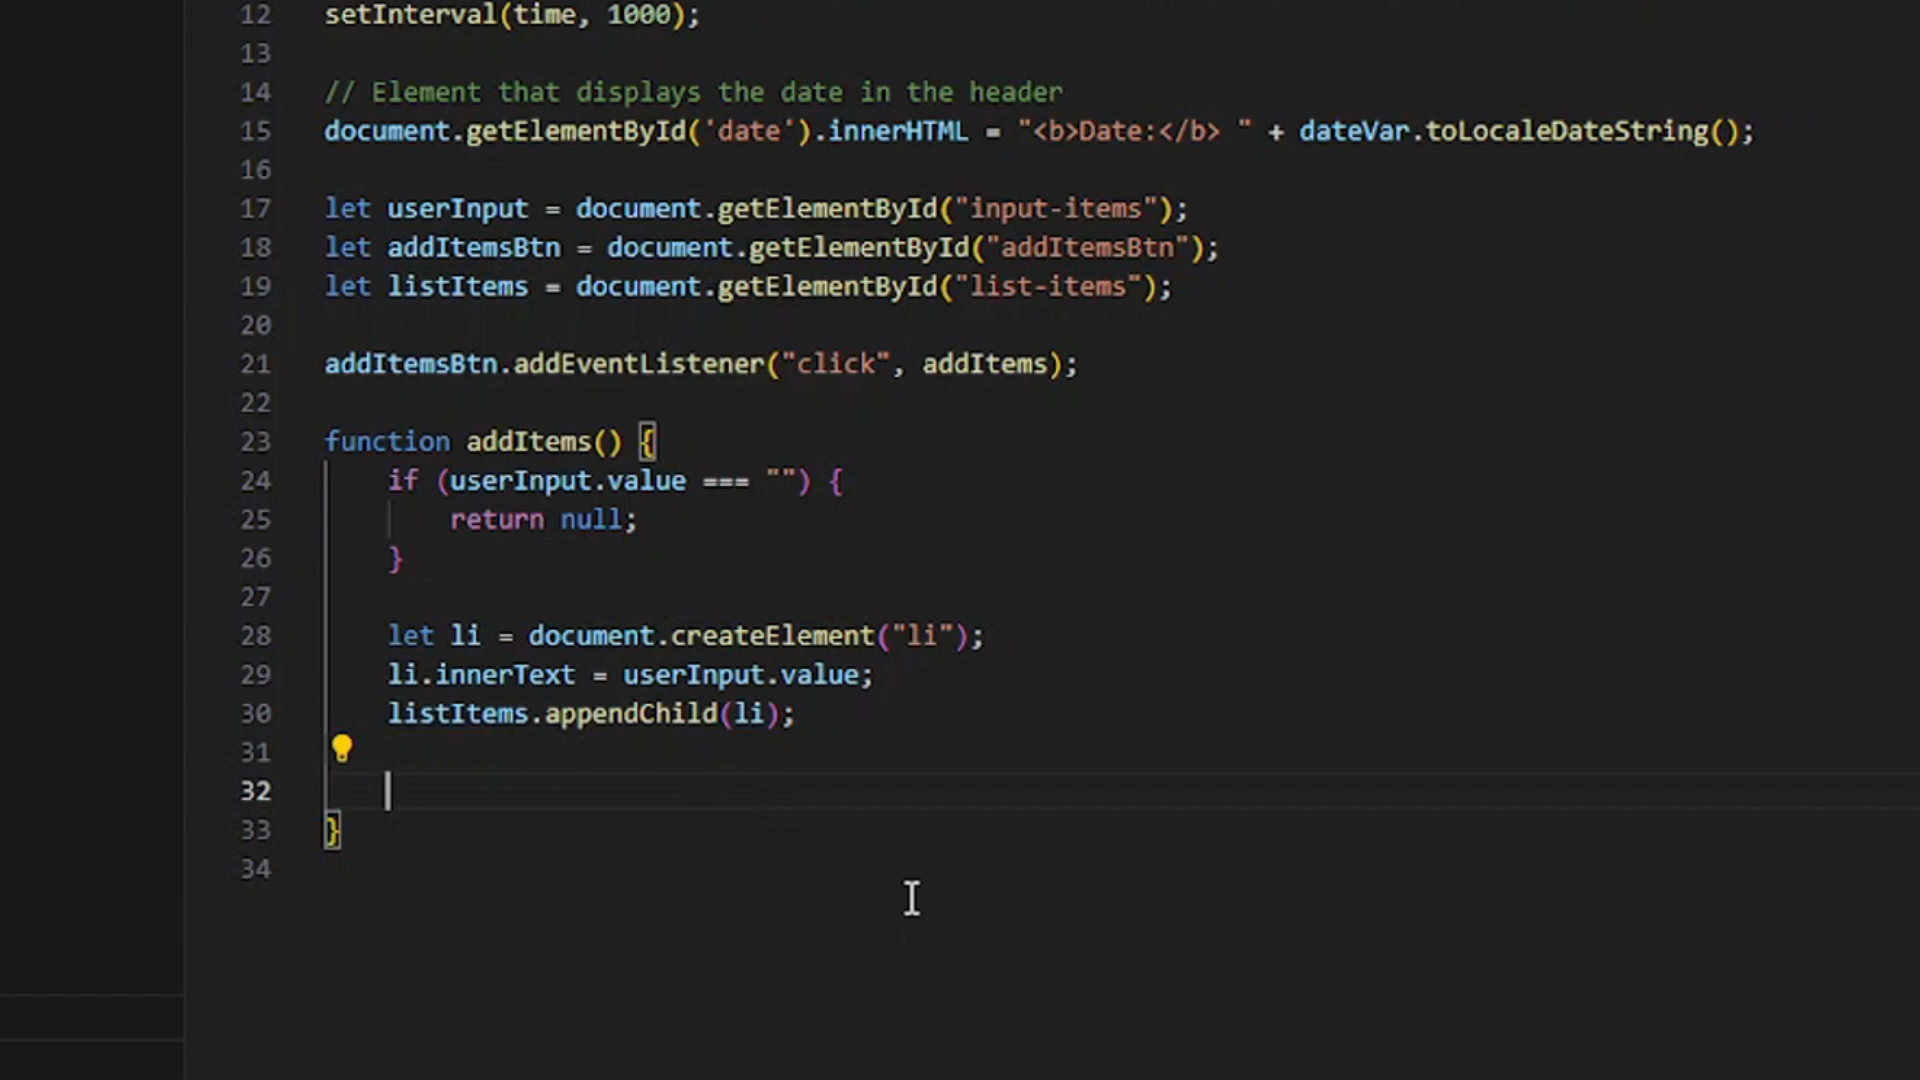 12 setInterval(time, 1000);
13
14 // Element that displays the date in the header
15 document.getElementById('date').innerHTML = "<b>Date:</b> " + dateVar.toLocaleDateString();
16
17 let userInput = document.getElementById("input-items");
18 let addItemsBtn = document.getElementById("addItemsBtn");
19 let listItems = document.getElementById("list-items");
20
21 addItemsBtn.addEventListener("click", addItems);
22
23 function addItems() {
24     if (userInput.value === "") {
25         return null;
26     }
27
28     let li = document.createElement("li");
29     li.innerText = userInput.value;
30     listItems.appendChild(li);
31
32
33 }
34